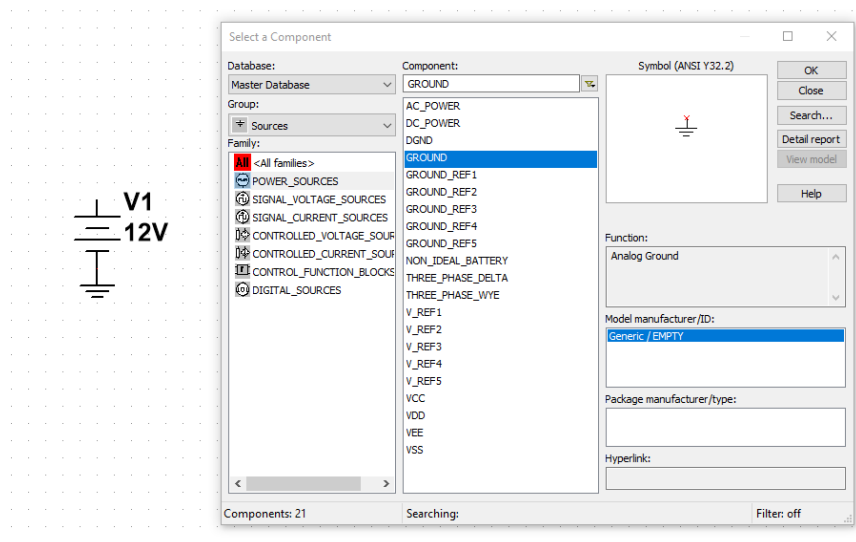 V1
12V
Select a Component
Database:
Master Database
Group:
Sources
Family:
All <All families>
POWER_SOURCES
SIGNAL_VOLTAGE_SOURCES
SIGNAL_CURRENT_SOURCES
CONTROLLED_VOLTAGE_SOUR
CONTROLLED_CURRENT_SOUR
CONTROL_FUNCTION_BLOCKS
DIGITAL_SOURCES
Component:
GROUND
AC_POWER
DC_POWER
DGND
GROUND
GROUND_REF1
GROUND_REF2
GROUND_REF3
GROUND_REF4
GROUND_REF5
NON_IDEAL_BATTERY
THREE_PHASE_DELTA
THREE_PHASE_WYE
V_REF1
V_REF2
V_REF3
V_REF4
V_REF5
VCC
VDD
VEE
VSS
Symbol (ANSI Y32.2)
OK
Close
Search...
Detail report
View model
Help
Function:
Analog Ground
Model manufacturer/ID:
Generic / EMPTY
Package manufacturer/type:
Hyperlink:
Components: 21
Searching:
Filter: off